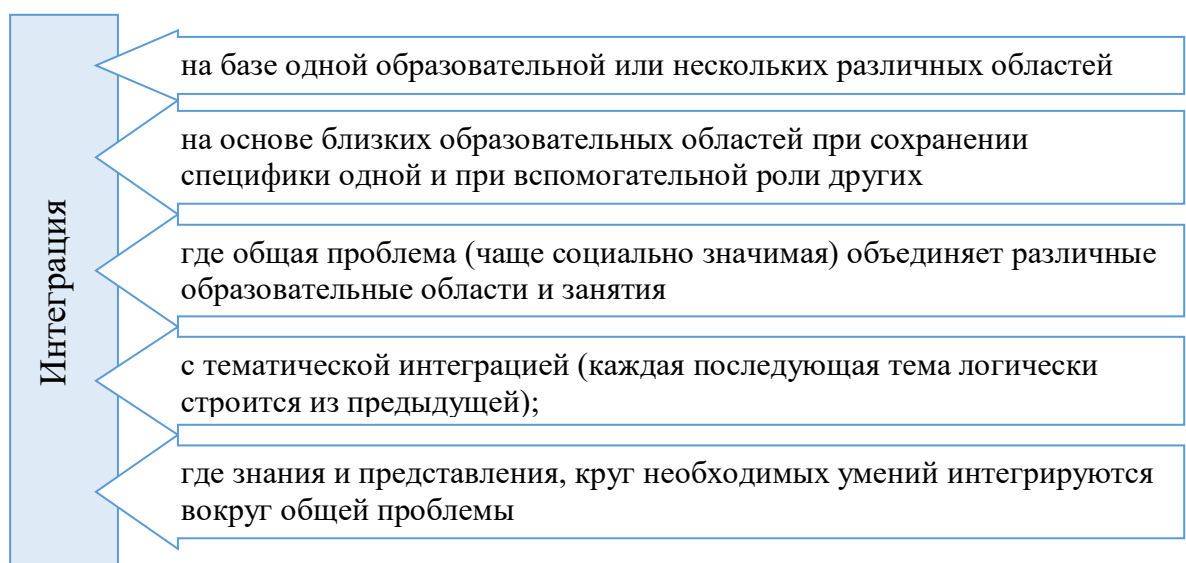 Интеграция
на базе одной образовательной или нескольких различных областей
на основе близких образовательных областей при сохранении
специфики одной и при вспомогательной роли других
где общая проблема (чаще социально значимая) объединяет различные
образовательные области и занятия
с тематической интеграцией (каждая последующая тема логически
строится из предыдущей);
где знания и представления, круг необходимых умений интегрируются
вокруг общей проблемы